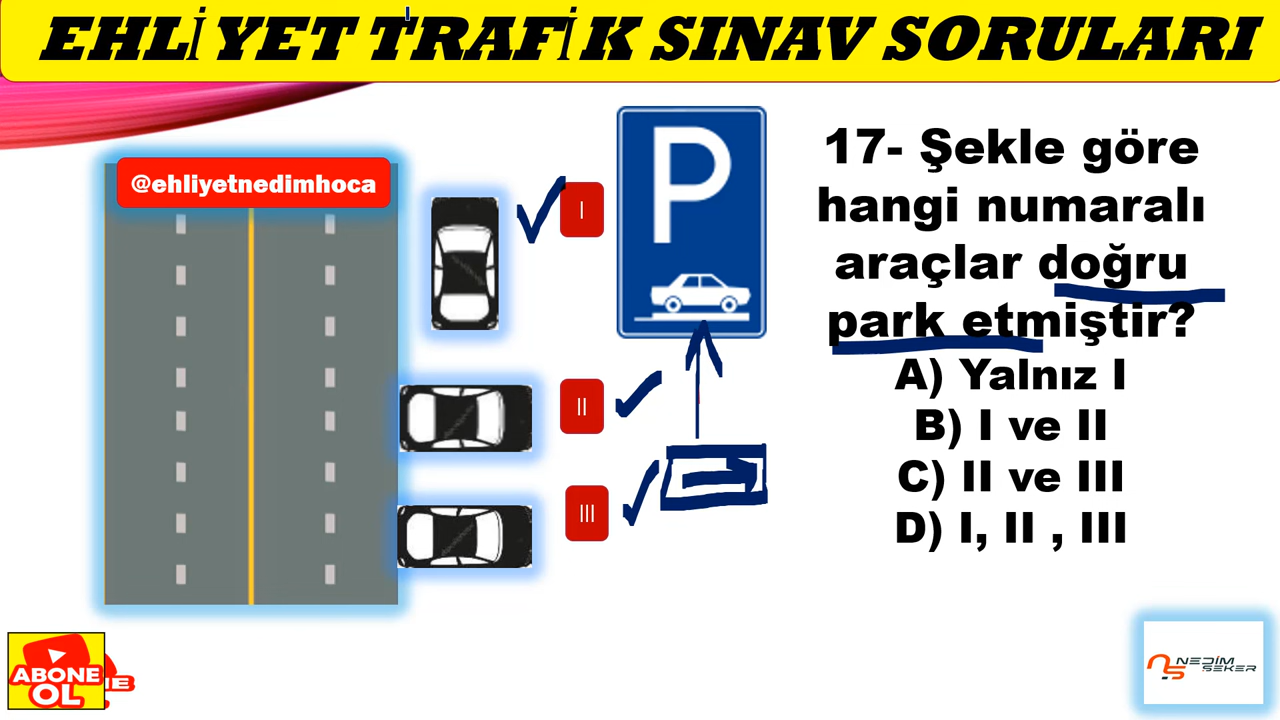 EHLİYET TRAFİK SINAV SORULARI
@ehliyetnedimhoca
I
P
17- Şekle göre
hangi numaralı
araçlar doğru
park etmiştir?
A) Yalnız I
B) I ve II
C) II ve III
D) I, II , III
II
III
ABONE
OL
NEDİM
SEKER